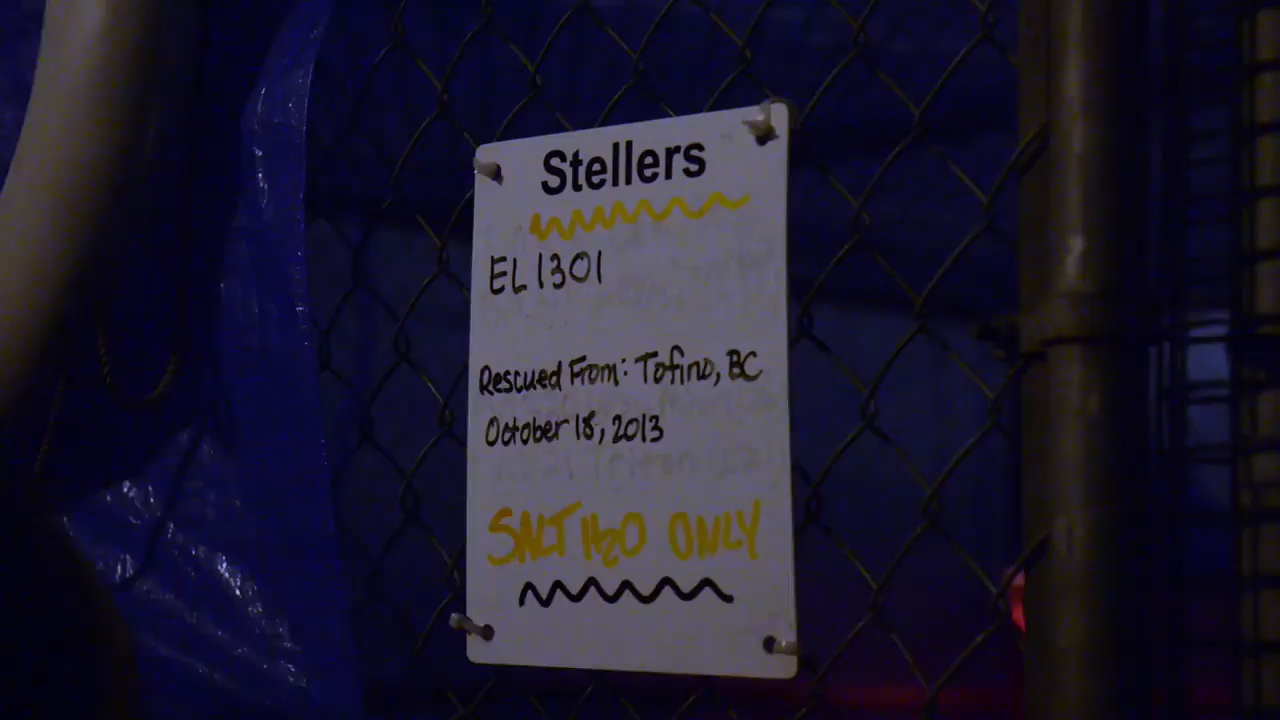 Stellers
EL1301
Rescued From: Tofino, BC
October 18, 2013
SALT H2O ONLY